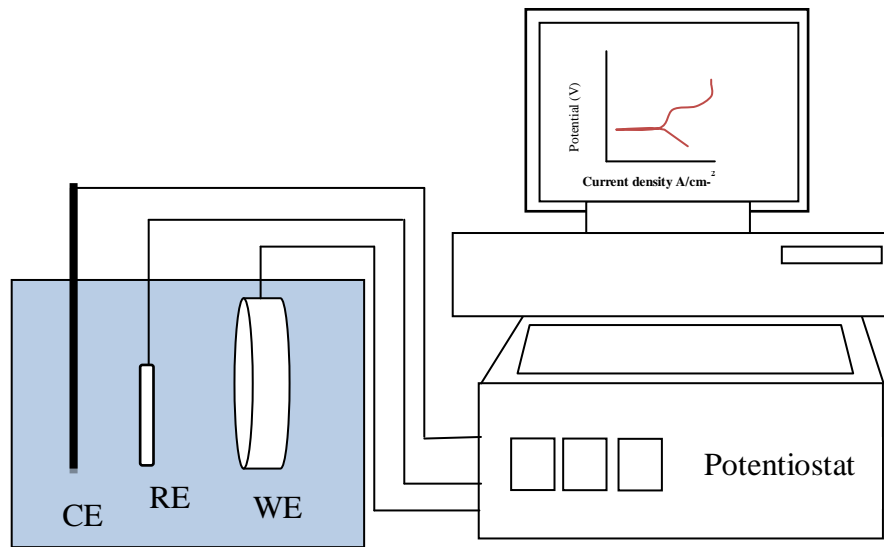 Potential (V)
Current density A/cm-²
CE
RE
WE
Potentiostat